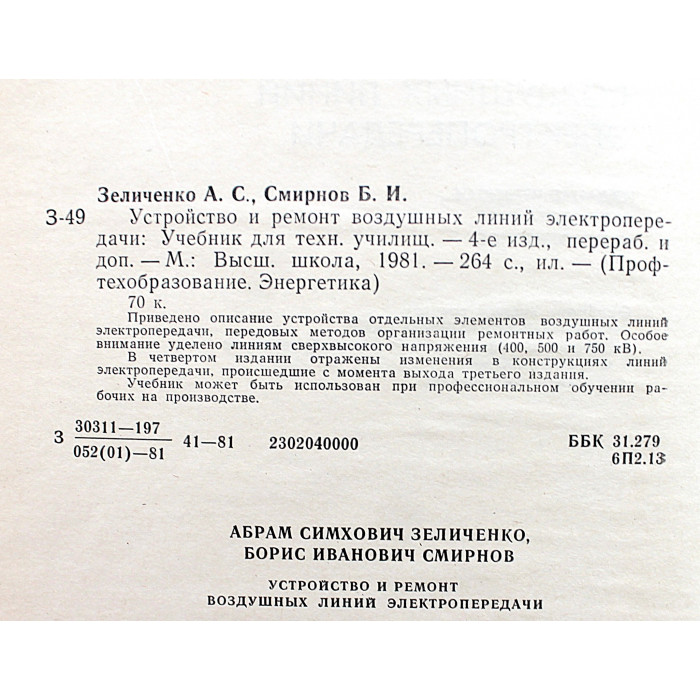 Зеличенко А. С., Смирнов Б. И.
З-49 Устройство и ремонт воздушных линий электропере-
дачи: Учебник для техн. училищ. — 4-е изд., перераб. и
доп. — М.: Высш. школа, 1981. — 264 с., ил. — (Проф-
техобразование. Энергетика)
70 к.
Приведено описание устройства отдельных элементов воздушных линий
электропередачи, передовых методов организации ремонтных работ. Особое
внимание уделено линиям сверхвысокого напряжения (400, 500 и 750 кВ).
В четвертом издании отражены изменения в конструкциях линий
электропередачи, происшедшие с момента выхода третьего издания.
Учебник может быть использован при профессиональном обучении ра-
бочих на производстве.
З 30311—197
052(01)—81
41—81 2302040000 ББК 31.279
6П2.13
АБРАМ СИМХОВИЧ ЗЕЛИЧЕНКО,
БОРИС ИВАНОВИЧ СМИРНОВ
УСТРОЙСТВО И РЕМОНТ
ВОЗДУШНЫХ ЛИНИЙ ЭЛЕКТРОПЕРЕДАЧИ